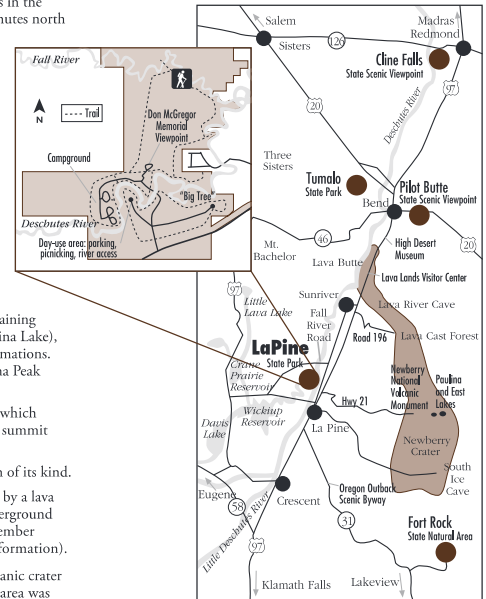 s in the
hutes north
Fall River
N
Trail
Don McGregor
Memorial
Viewpoint
Campground
"Big Tree"
Deschutes River
Day-use area: parking,
picnicking, river access
aining
na Lake),
mations.
a Peak
which
summit
n of its kind.
by a lava
erground
ember
formation).
anic crater
area was
Salem
Madras
Redmond
Sisters
126
Cline Falls
State Scenic Viewpoint
Deschutes River
97
20
Three
Sisters
Tumalo
State Park
Pilot Butte
State Scenic Viewpoint
Bend
46
20
High Desert
Museum
Mt.
Bachelor
Lava Butte
Lava Lands Visitor Center
97
Little
Lava Lake
Sunriver
Lava River Cave
Fall
River
Road
Road 196
Lava Cast Forest
LaPine
State Park
Crane
Prairie
Reservoir
Newberry
National
Volcanic
Monument
Paulina
and East
Lakes
Hwy 21
Wickiup
Reservoir
Davis
Lake
La Pine
Newberry
Crater
South
Ice
Cave
Eugene
58
Crescent
Oregon Outback
Scenic Byway
Little Deschutes River
31
Fort Rock
State Natural Area
97
Klamath Falls
Lakeview